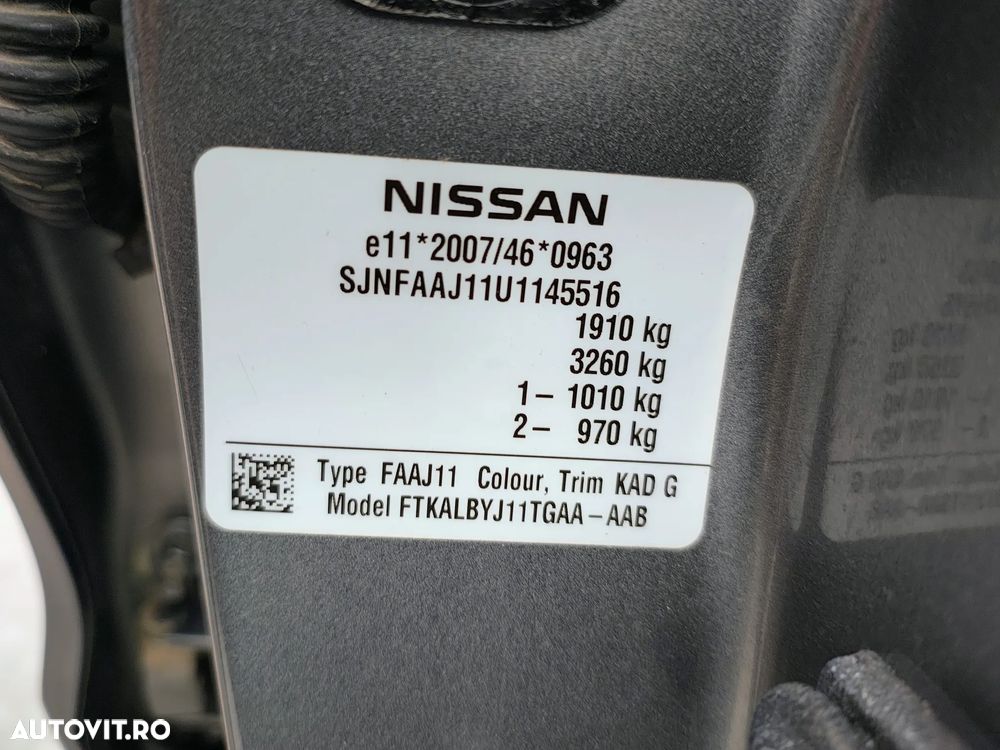 NISSAN
e11*2007/46*0963
SJNFAAJ11U1145516
1910 kg
3260 kg
1- 1010 kg
2- 970 kg
Type FAAJ11 Colour, Trim KAD G
Model FTKALBYJ11TGAA-AAB
AUTOVIT.RO